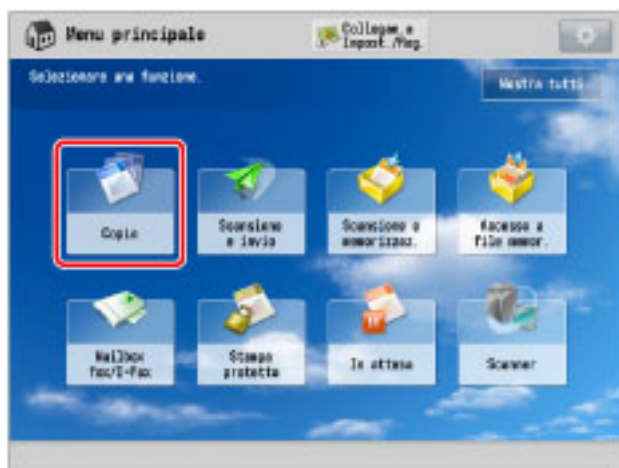 Menu principale
Collegam. a
Impost./Reg.
Selezionare una funzione.
Mostra tutti
Copia
Scansione
e invio
Scansione e
memorizzaz.
Accesso a
file memor.
Mailbox
fax/I-Fax
Stampa
protetta
In attesa
Scanner